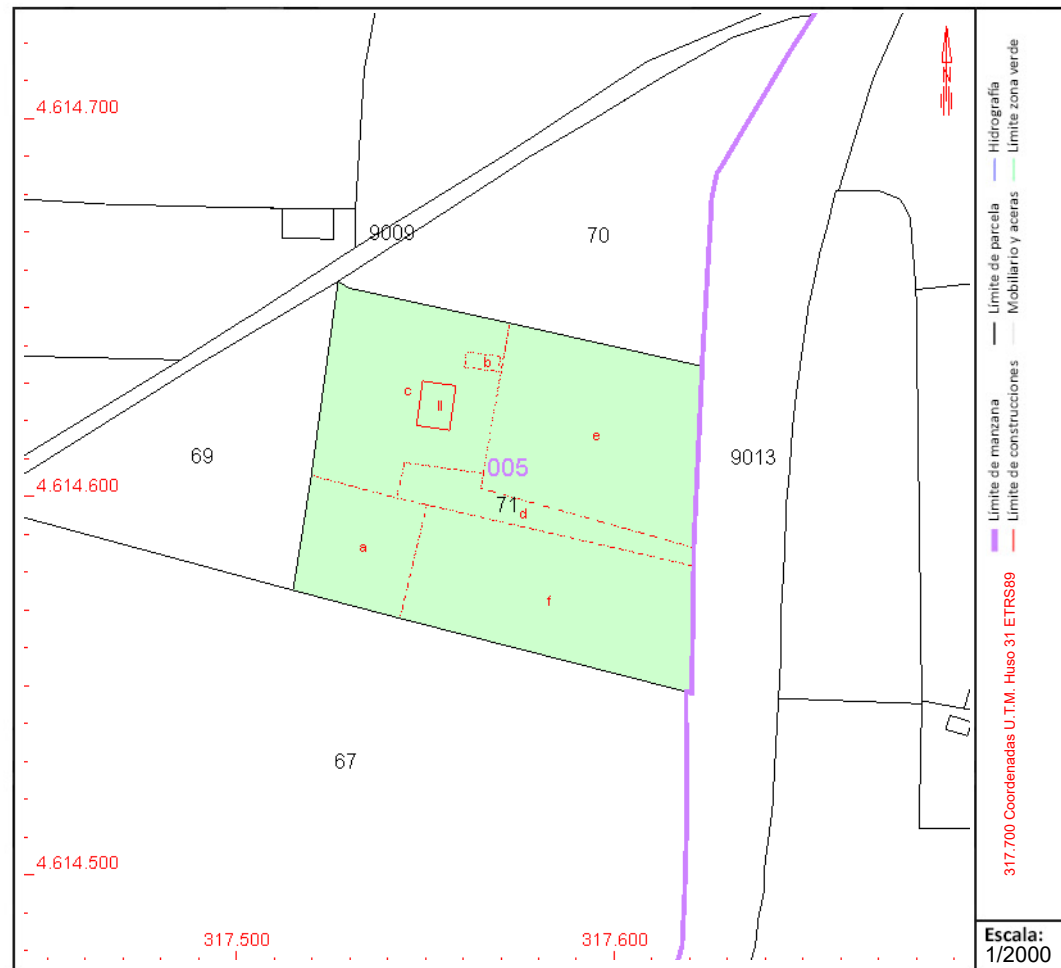 4.614.700
N
9009
70
b
c
II
e
69
005
9013
4.614.600
71
d
a
f
67
4.514.500
317.500
317.600
Hidrografía
Límite zona verde
Límite de parcela
Mobiliario y aceras
Límite de manzana
Límite de construcciones
317.700 Coordenadas U.T.M. Huso 31 ETRS89
Escala:
1/2000